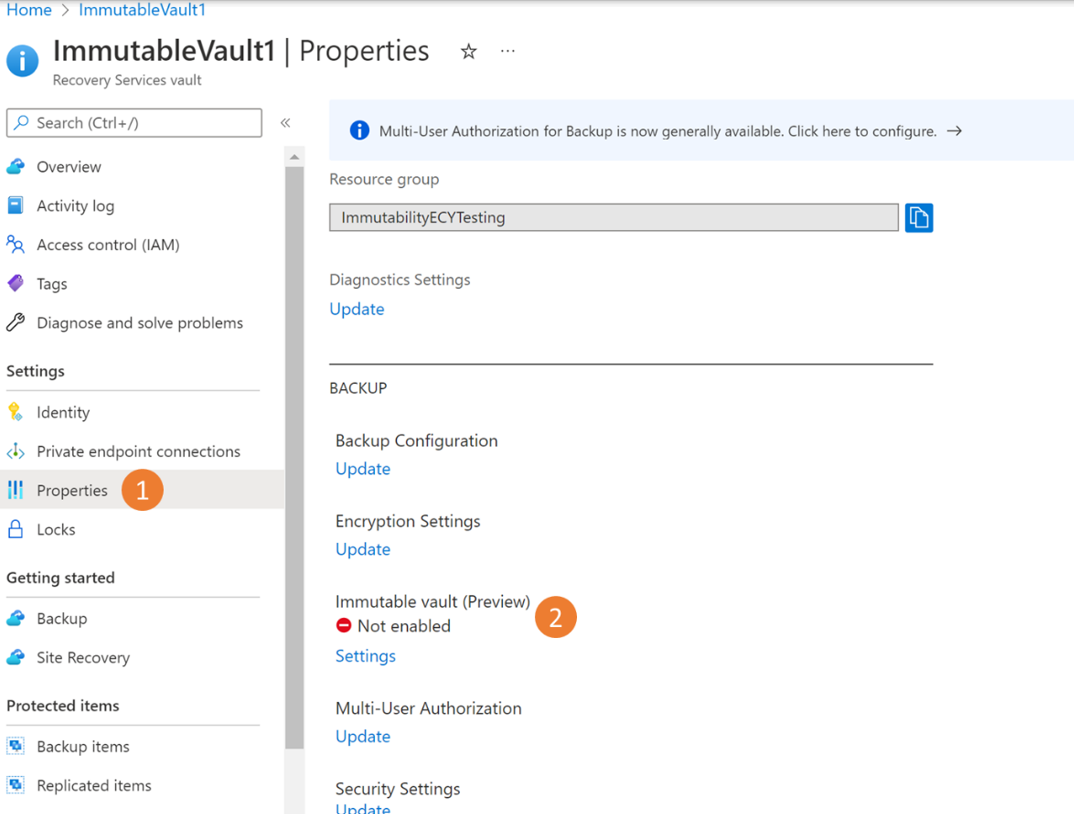 Home > ImmutableVault1
ImmutableVault1 | Properties
Recovery Services vault
Search (Ctrl+/)
Overview
Activity log
Access control (IAM)
Tags
Diagnose and solve problems
Settings
Identity
Private endpoint connections
Properties 1
Locks
Getting started
Backup
Site Recovery
Protected items
Backup items
Replicated items
Multi-User Authorization for Backup is now generally available. Click here to configure. →
Resource group
ImmutabilityECYTesting
Diagnostics Settings
Update
BACKUP
Backup Configuration
Update
Encryption Settings
Update
Immutable vault (Preview) 2
Not enabled
Settings
Multi-User Authorization
Update
Security Settings
Update